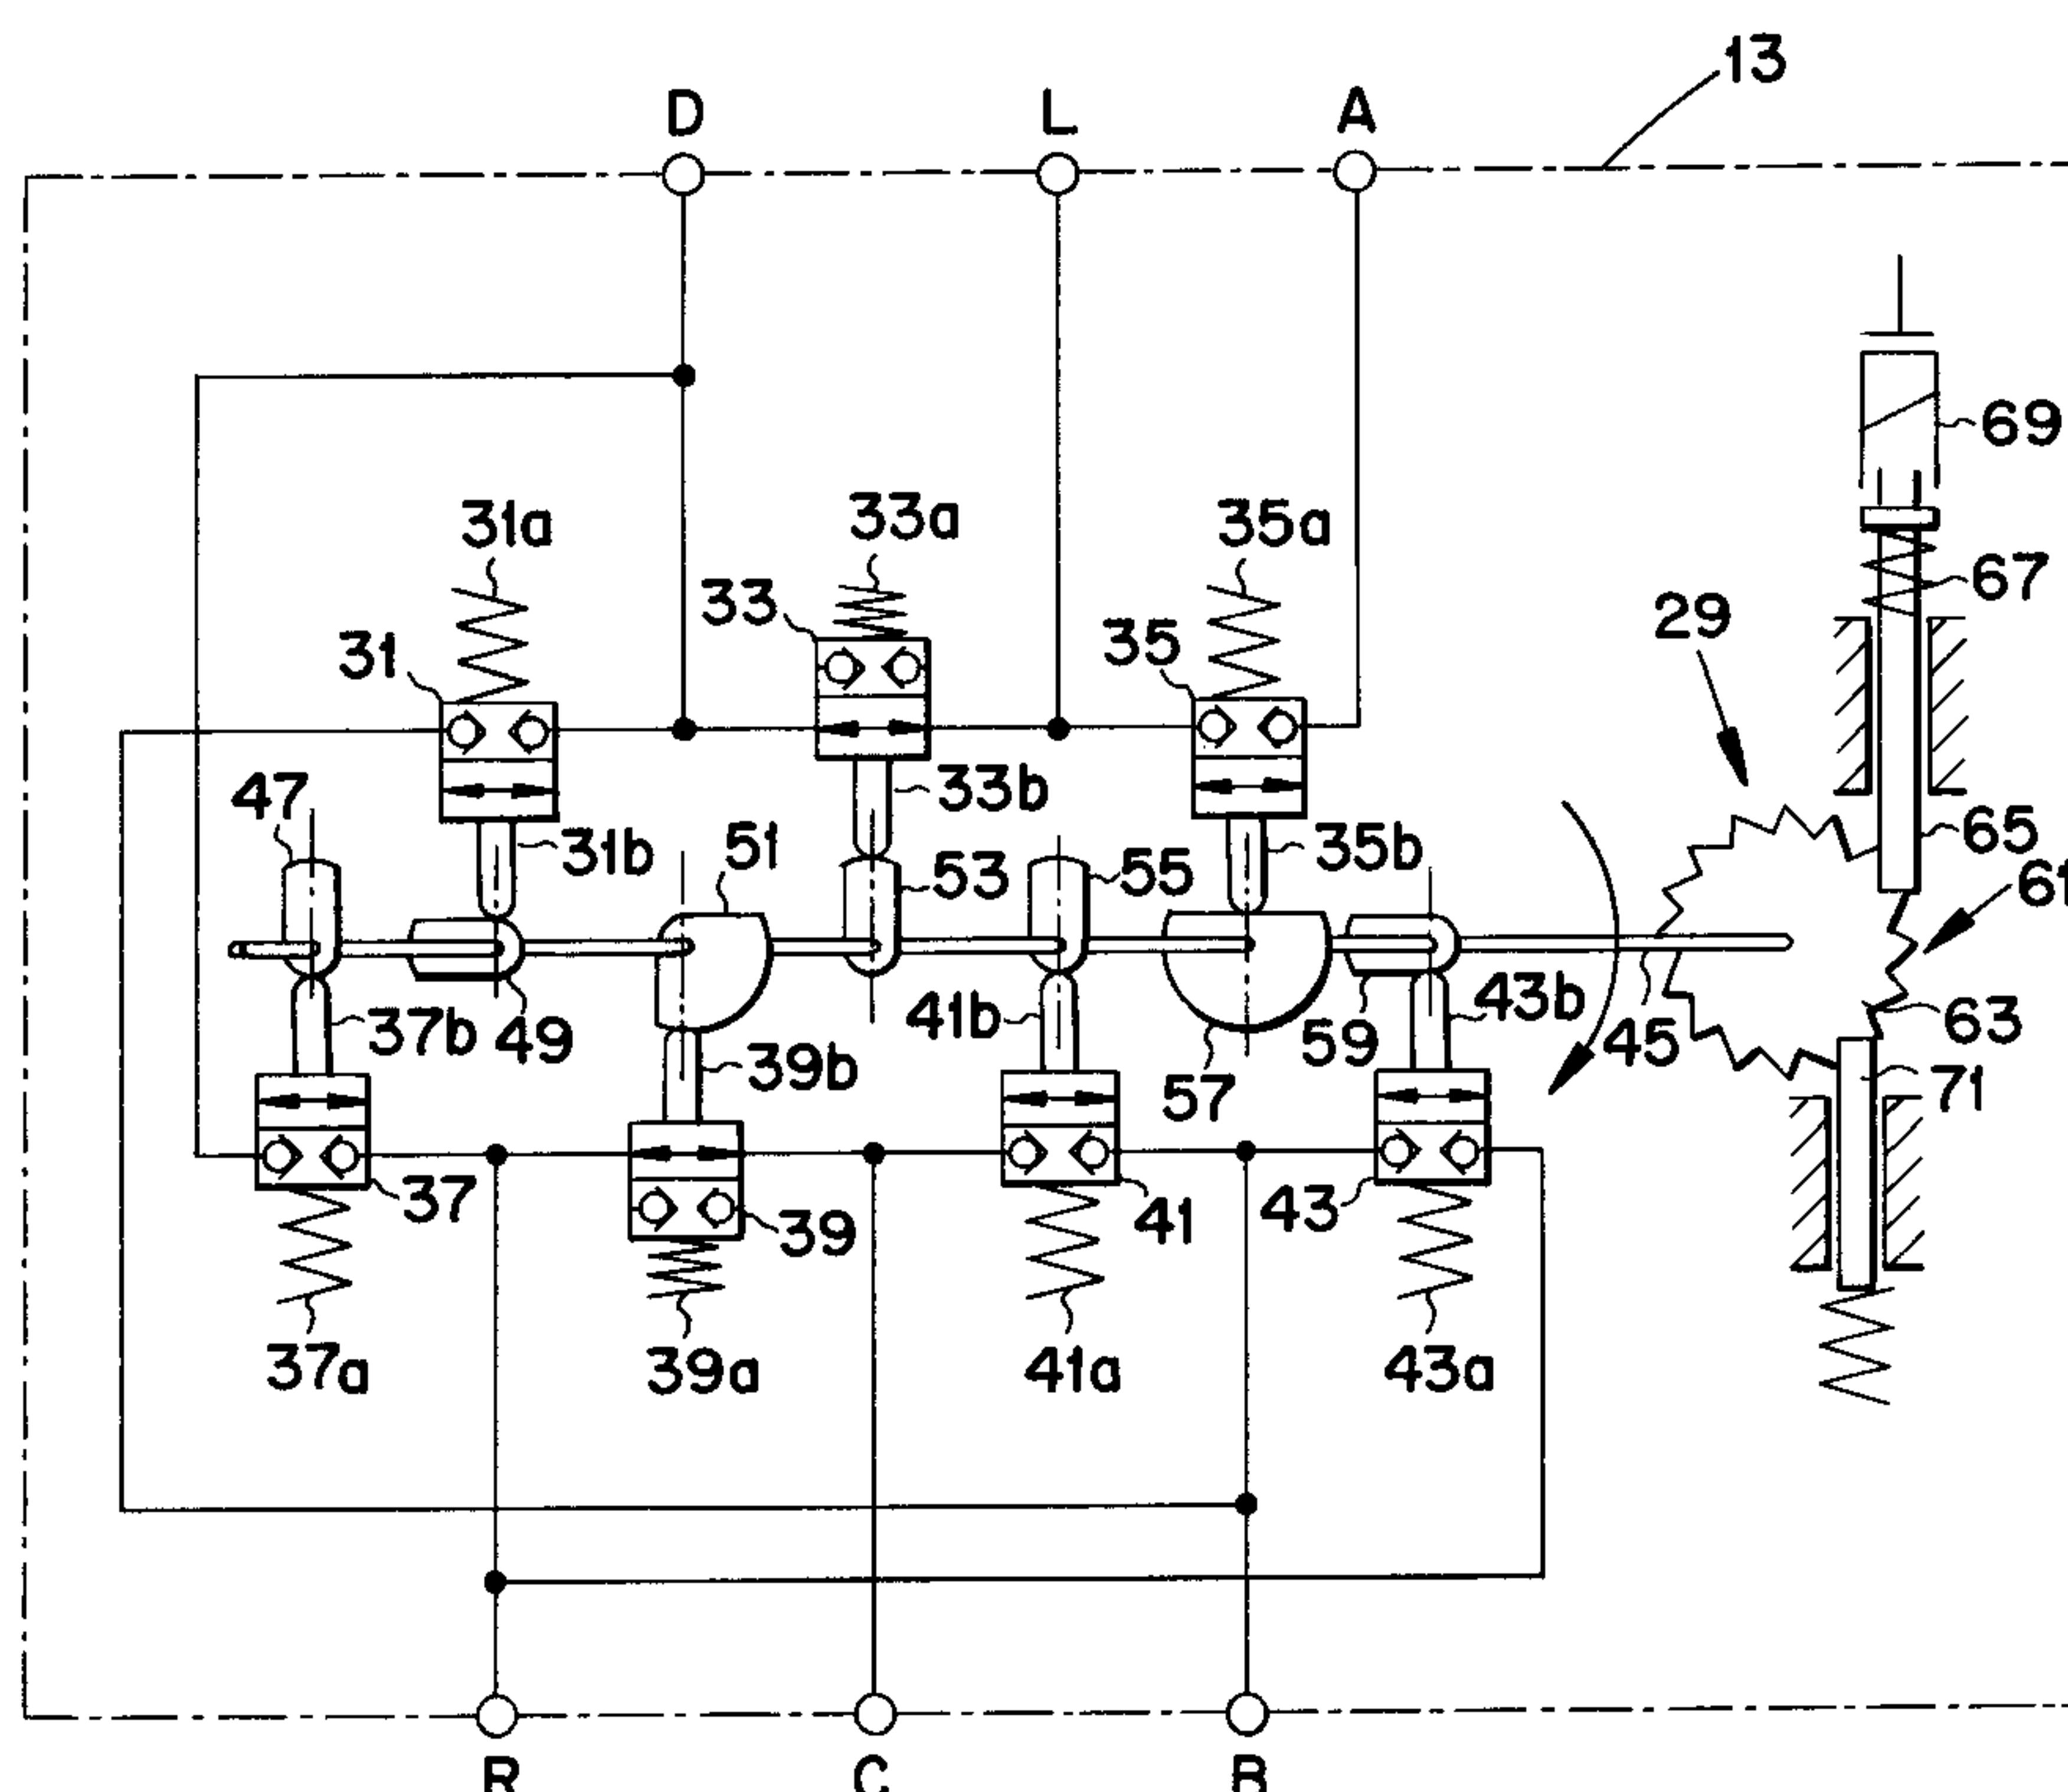 13
D L A
69
31a 33a 35a
67
33 29
31 35
47 33b
31b 51 35b 65
53 55 61
37b 49 41b 43b
39b 57 59 45 63
71
37 39 41 43
37a 39a 41a 43a
R C B